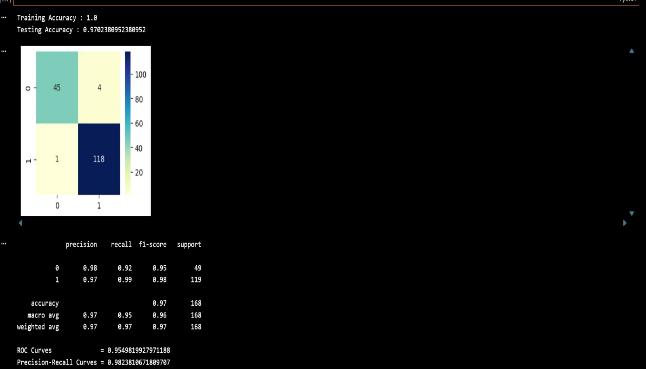 Training Accuracy : 1.0
Testing Accuracy : 0.9702380952380952
0
45
4
1
1
118
0
1
100
80
60
40
20
precision recall f1-score support
0 0.98 0.92 0.95 49
1 0.97 0.99 0.98 119
accuracy 0.97 168
macro avg 0.97 0.95 0.96 168
weighted avg 0.97 0.97 0.97 168
ROC Curves = 0.9549819927971188
Precision-Recall Curves = 0.9823810671809707